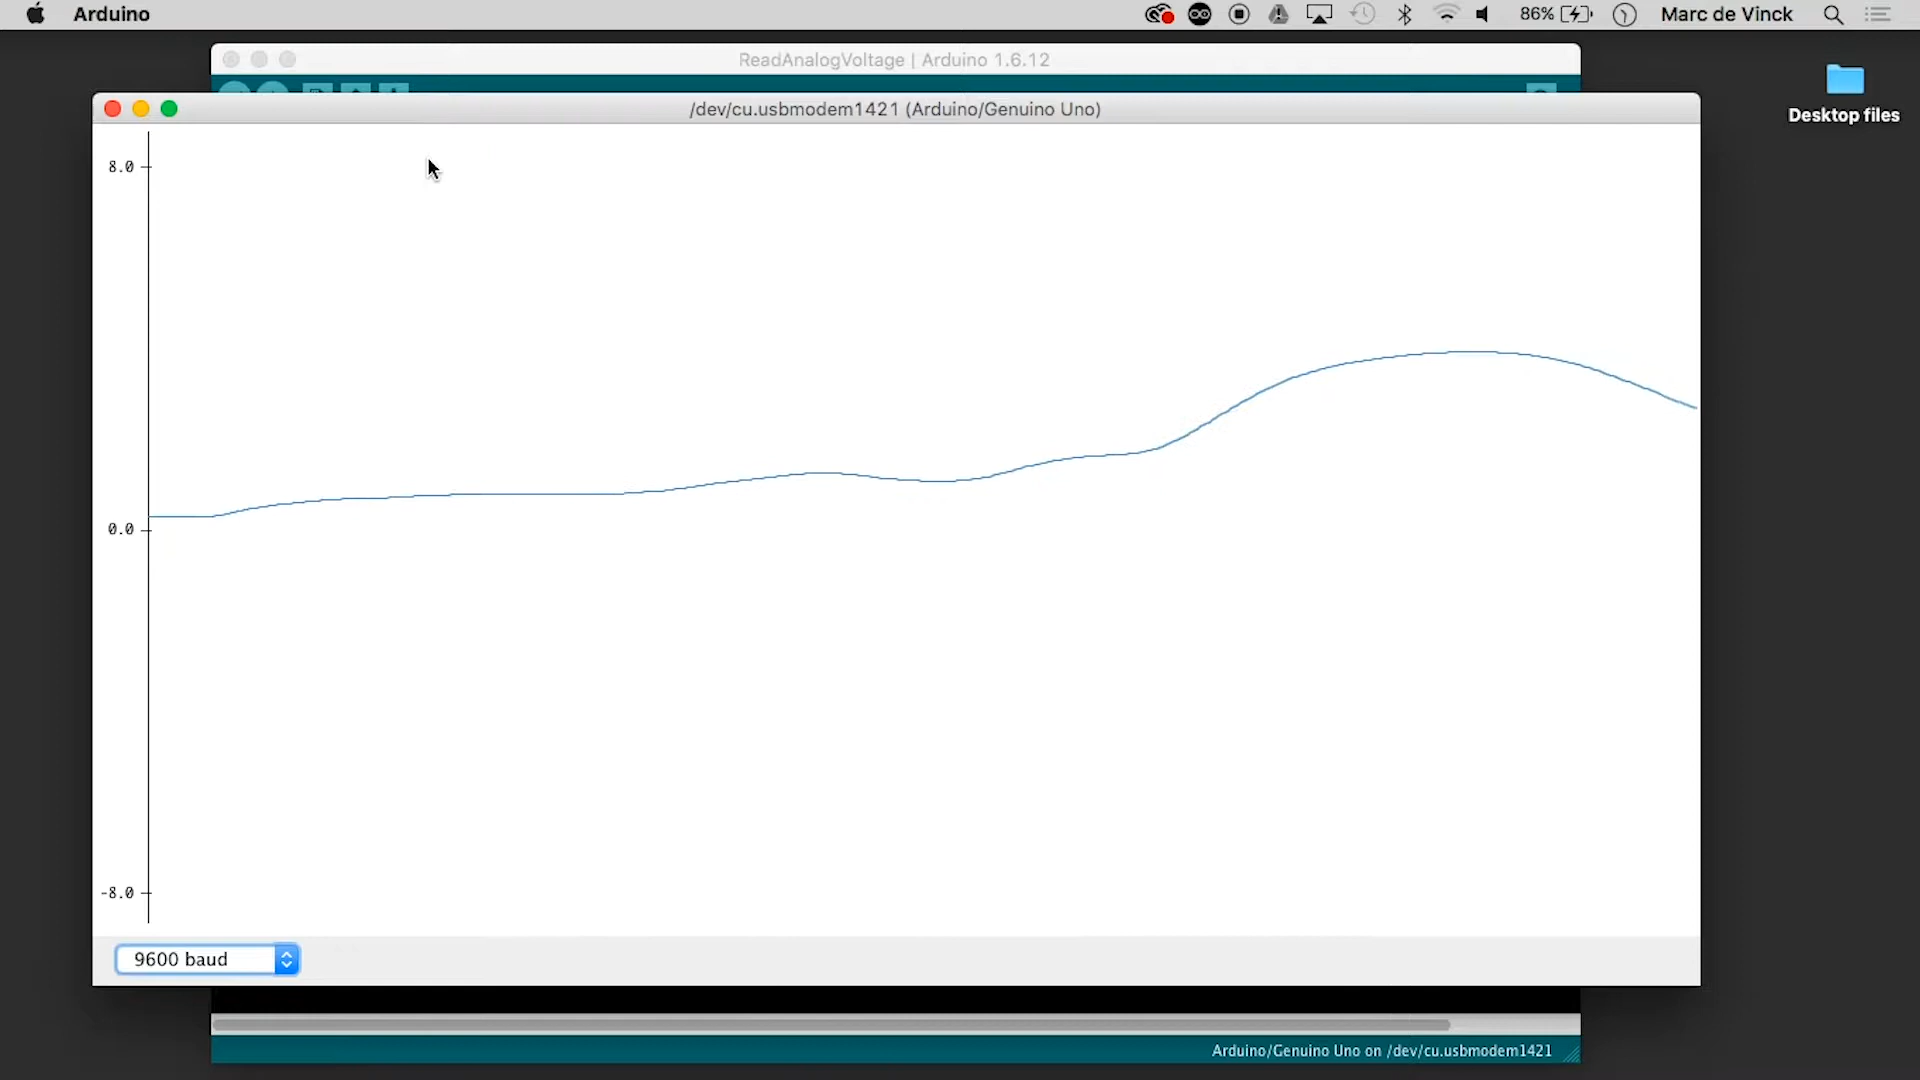 Arduino
86%
Marc de Vinck
ReadAnalogVoltage | Arduino 1.6.12
Desktop files
/dev/cu.usbmodem1421 (Arduino/Genuino Uno)
8.0
0.0
-8.0
9600 baud
Arduino/Genuino Uno on /dev/cu.usbmodem1421